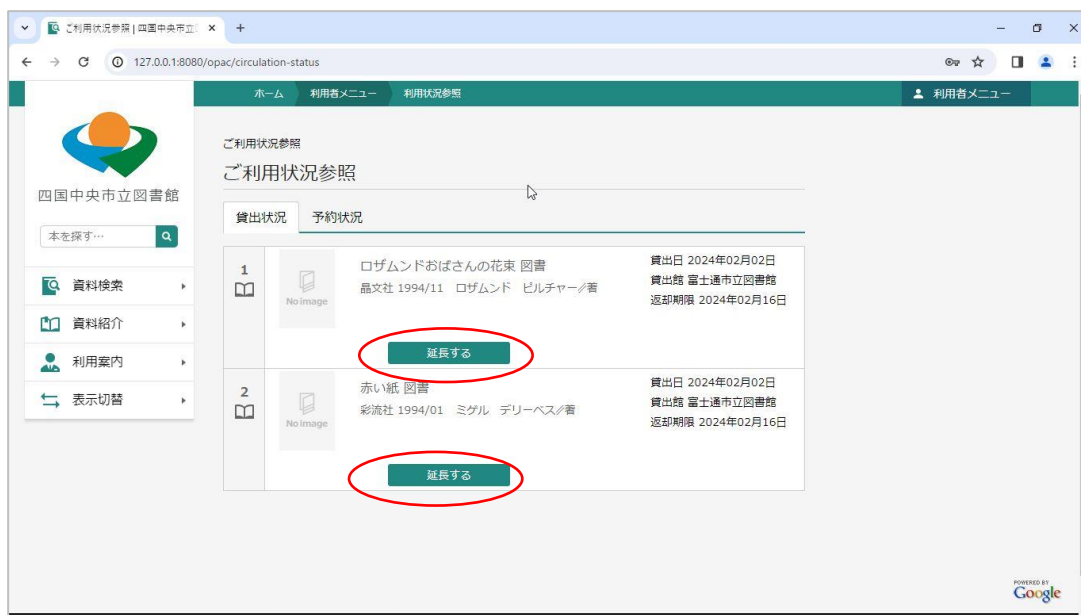 ご利用状況参照 | 四国中央市立
127.0.0.1:8080/opac/circulation-status
ホーム 利用者メニュー 利用状況参照 利用者メニュー
四国中央市立図書館
本を探す…
資料検索
資料紹介
利用案内
表示切替
ご利用状況参照
ご利用状況参照
貸出状況 予約状況
1
No image
ロザムンドおばさんの花束 図書
晶文社 1994/11 ロザムンド ピルチャー∥著
貸出日 2024年02月02日
貸出館 富士通市立図書館
返却期限 2024年02月16日
延長する
2
No image
赤い紙 図書
彩流社 1994/01 ミゲル デリーベス∥著
貸出日 2024年02月02日
貸出館 富士通市立図書館
返却期限 2024年02月16日
延長する
POWERED BY
Google